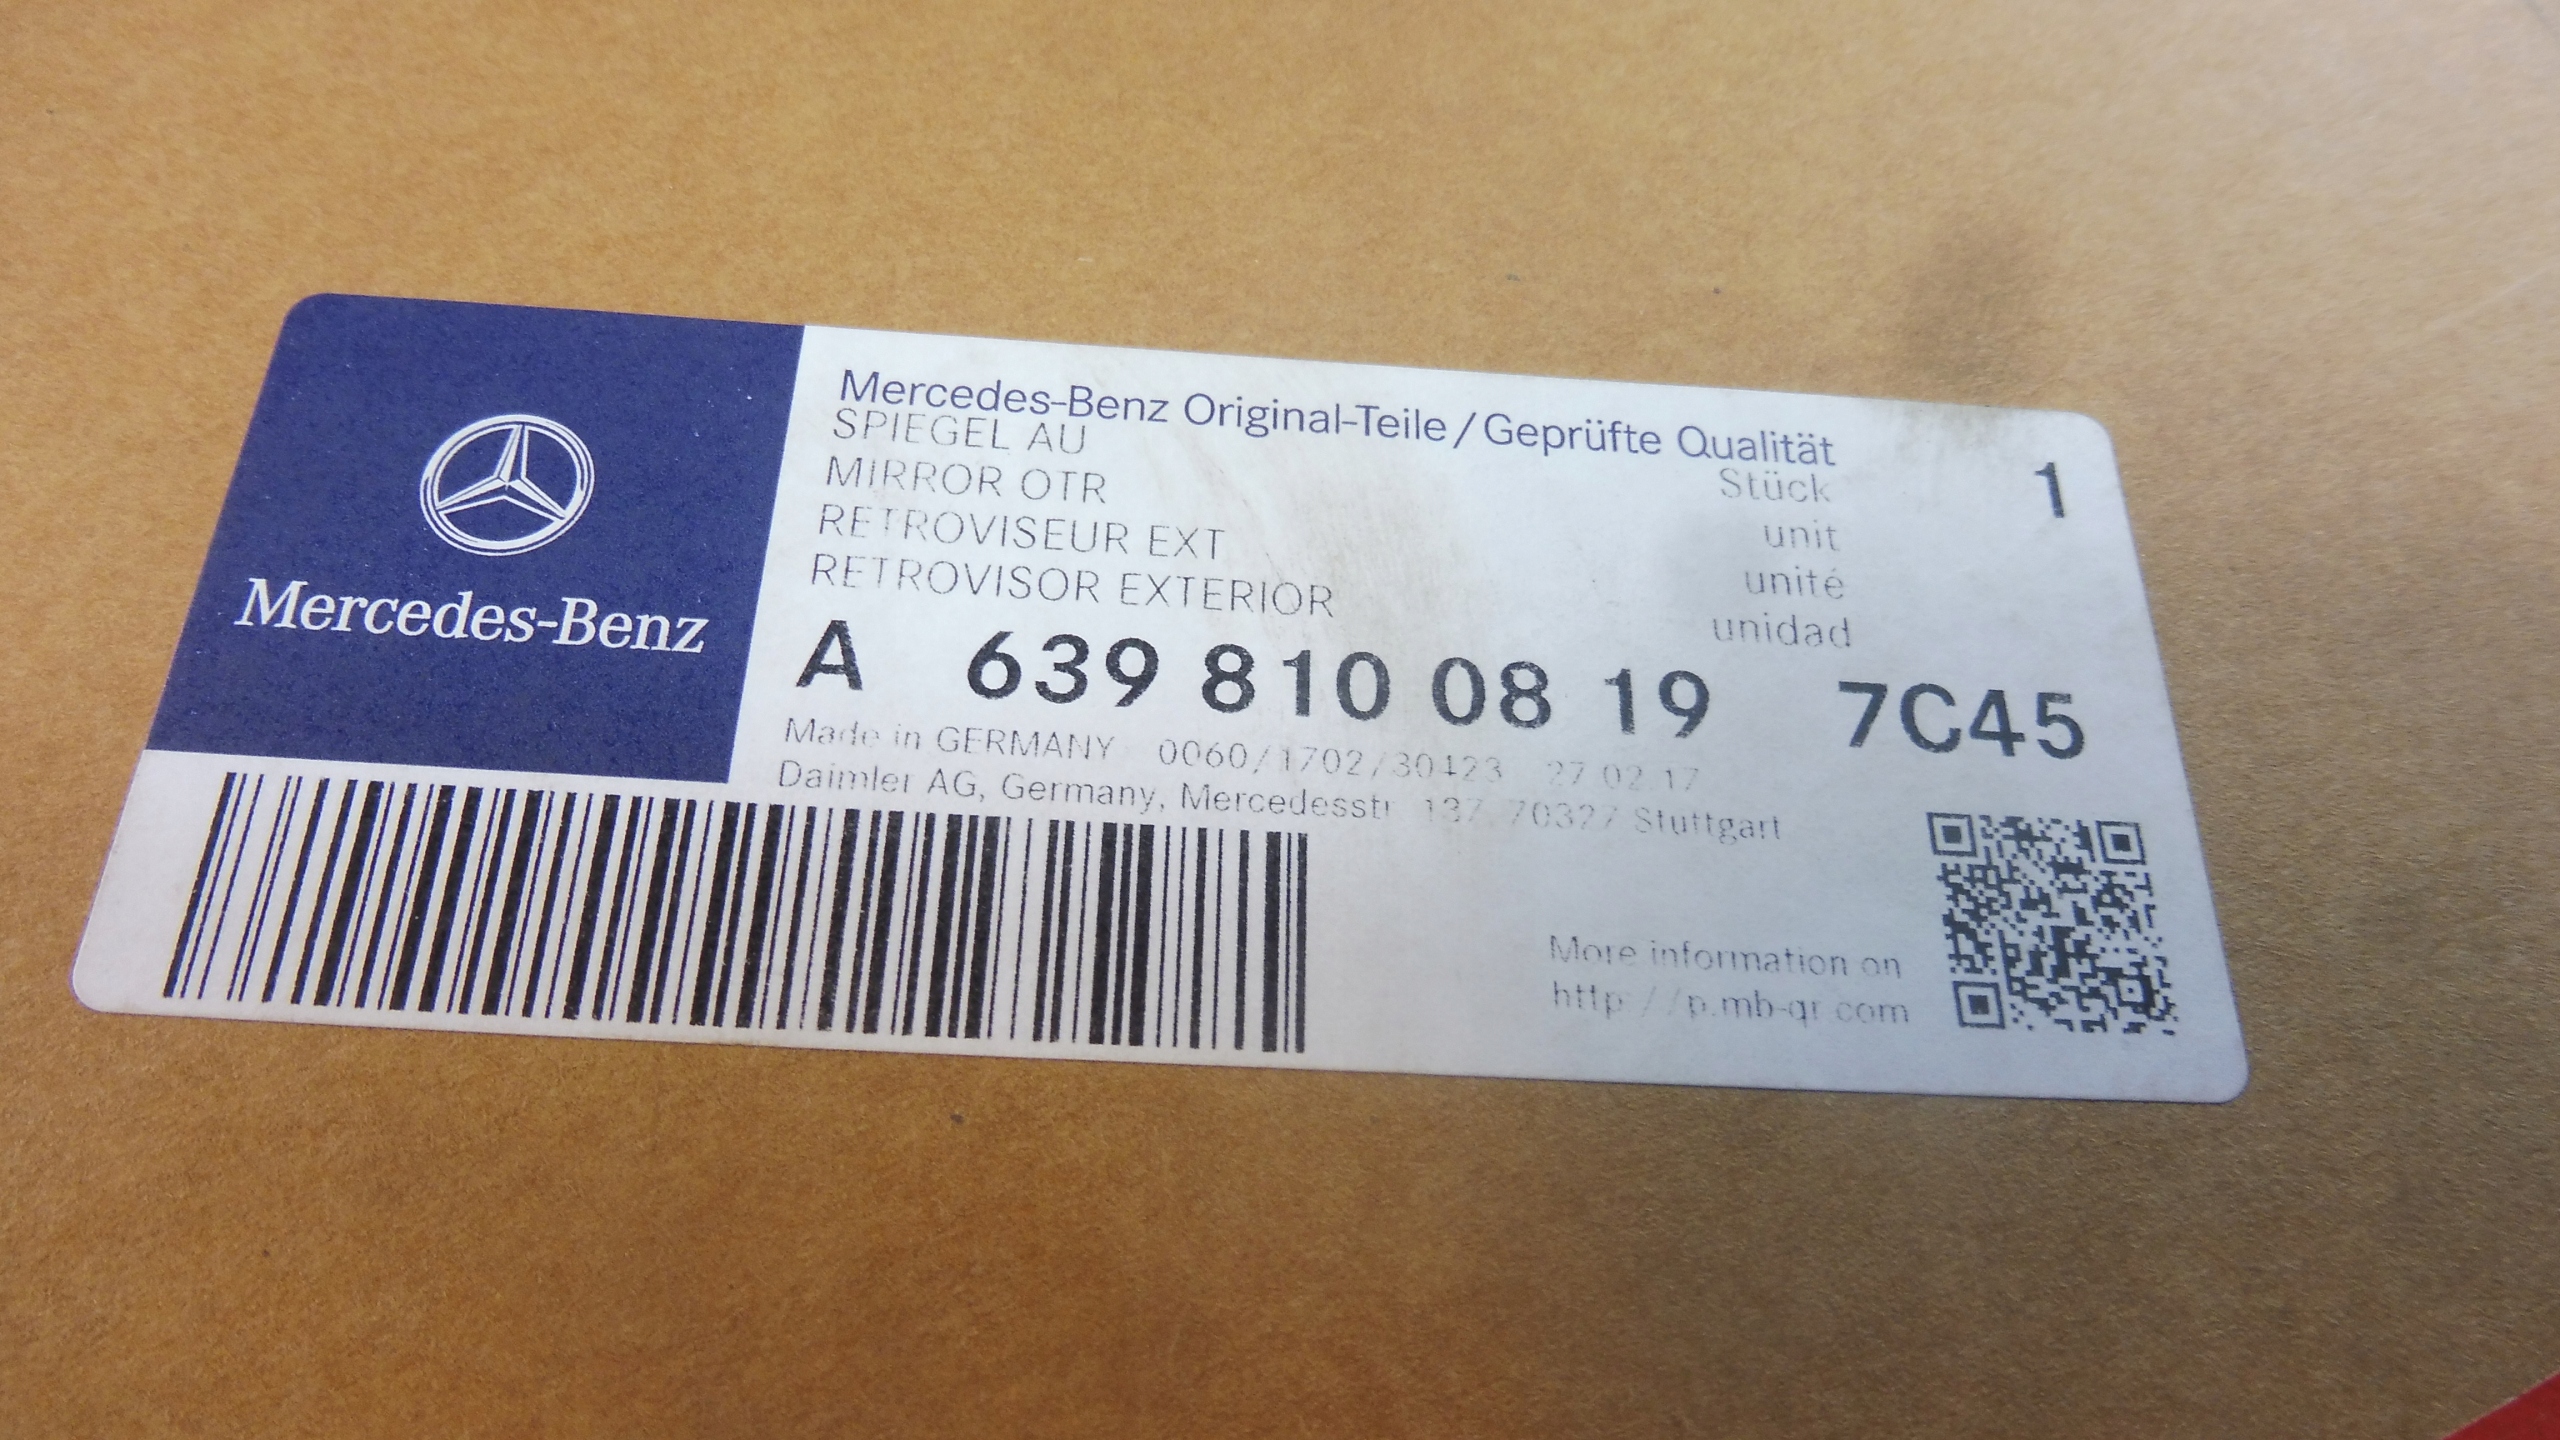 Mercedes-Benz
Mercedes-Benz Original-Teile/Geprüfte Qualität
SPIEGEL AU
MIRROR OTR
RETROVISEUR EXT
RETROVISOR EXTERIOR
Stück 1
unit
unité
unidad
A 639 810 08 19 7C45
Made in GERMANY 0060/1702/30423 27.02.17
Daimler AG, Germany, Mercedesstr. 137, 70327 Stuttgart
More information on
http://p.mb-qr.com